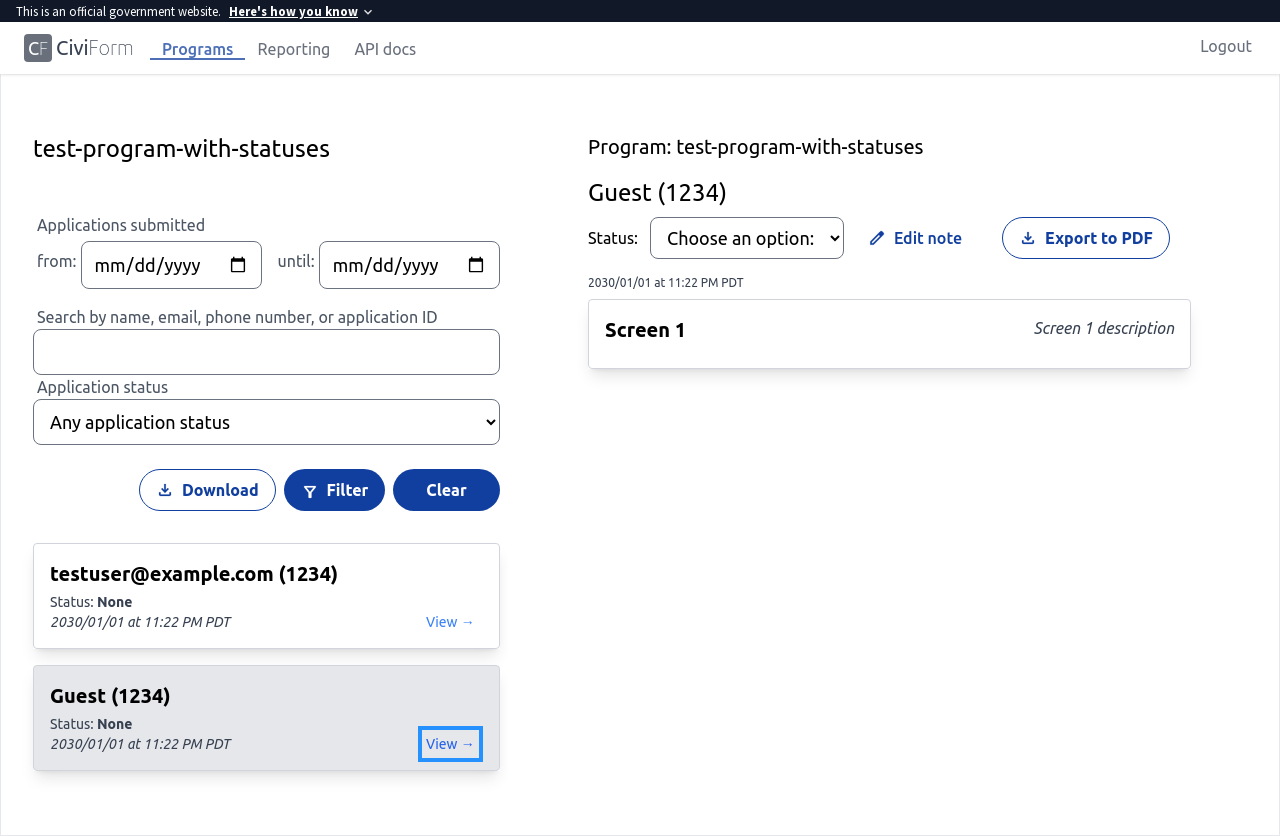 This is an official government website. Here's how you know
CF CiviForm Programs Reporting API docs Logout
test-program-with-statuses
Applications submitted
from: mm/dd/yyyy until: mm/dd/yyyy
Search by name, email, phone number, or application ID
Application status
Any application status
Download Filter Clear
testuser@example.com (1234)
Status: None
2030/01/01 at 11:22 PM PDT View →
Guest (1234)
Status: None
2030/01/01 at 11:22 PM PDT View →
Program: test-program-with-statuses
Guest (1234)
Status: Choose an option: Edit note Export to PDF
2030/01/01 at 11:22 PM PDT
Screen 1 Screen 1 description